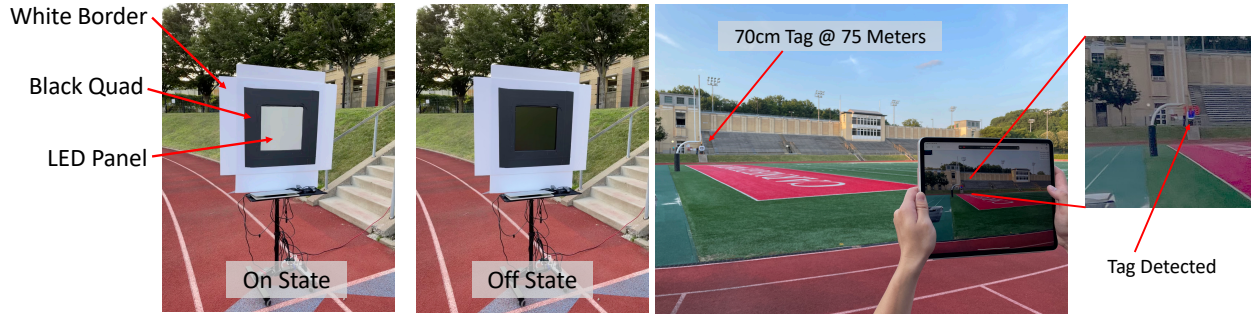 White Border
Black Quad
LED Panel
On State
Off State
70cm Tag @ 75 Meters
Tag Detected